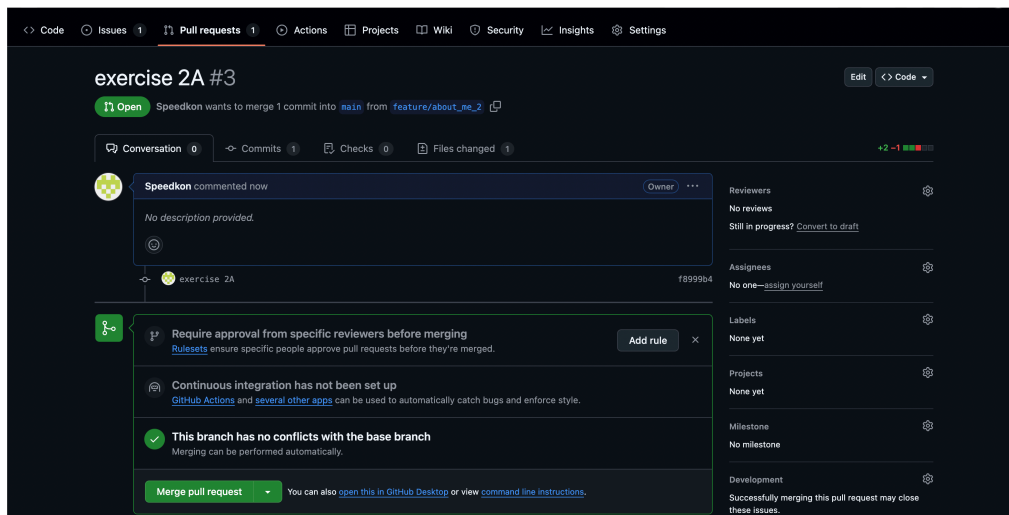 Code Issues 1 Pull requests 1 Actions Projects Wiki Security Insights Settings
exercise 2A #3
Edit <> Code
Open Speedkon wants to merge 1 commit into main from feature/about_me_2
Conversation 0 Commits 1 Checks 0 Files changed 1
+2 −1
Speedkon commented now
Owner ...
No description provided.
exercise 2A f8999b4
Require approval from specific reviewers before merging
Rulesets ensure specific people approve pull requests before they're merged.
Add rule
Continuous integration has not been set up
GitHub Actions and several other apps can be used to automatically catch bugs and enforce style.
This branch has no conflicts with the base branch
Merging can be performed automatically.
Merge pull request
You can also open this in GitHub Desktop or view command line instructions.
Reviewers
No reviews
Still in progress? Convert to draft
Assignees
No one—assign yourself
Labels
None yet
Projects
None yet
Milestone
No milestone
Development
Successfully merging this pull request may close
these issues.